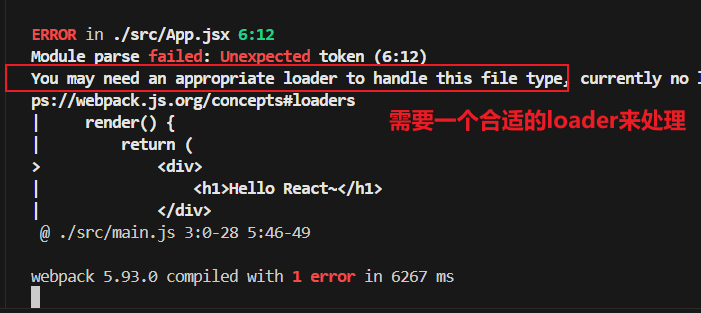 ERROR in ./src/App.jsx 6:12
Module parse failed: Unexpected token (6:12)
You may need an appropriate loader to handle this file type, currently no l
ps://webpack.js.org/concepts#loaders
|     render() {
|         return (
>             <div>
|                 <h1>Hello React~</h1>
|             </div>
 @ ./src/main.js 3:0-28 5:46-49
需要一个合适的loader来处理
webpack 5.93.0 compiled with 1 error in 6267 ms